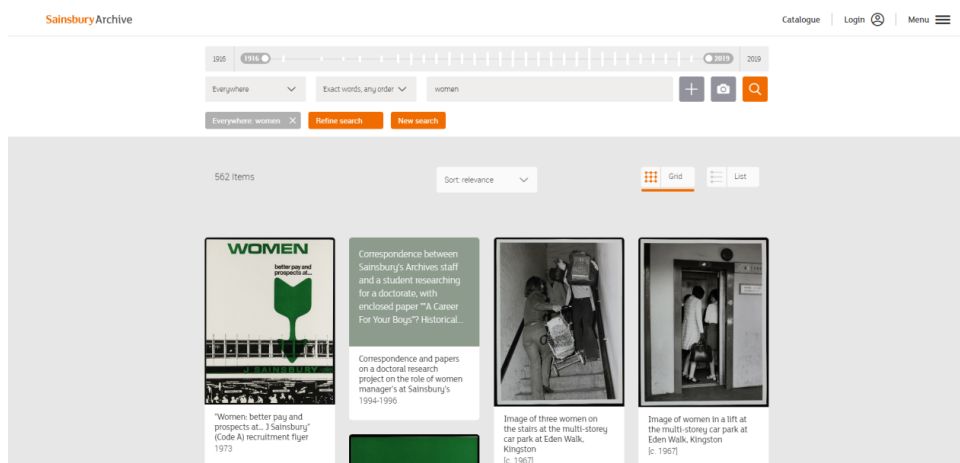 Sainsbury Archive
Catalogue
Login
Menu
1916
1916
2019
2019
Everywhere
Exact words, any order
women
Everywhere: women ×
Refine search
New search
562 Items
Sort: relevance
Grid
List
WOMEN
better pay and
prospects at...
J SAINSBURY
"Women: better pay and
prospects at... J Sainsbury"
(Code A) recruitment flyer
1973
Correspondence between
Sainsbury's Archives staff
and a student researching
for a doctorate, with
enclosed paper ""A Career
For Your Boys"? Historical...
Correspondence and papers
on a doctoral research
project on the role of women
manager's at Sainsbury's
1994-1996
Image of three women on
the stairs at the multi-storey
car park at Eden Walk,
Kingston
[c. 1967]
Image of women in a lift at
the multi-storey car park at
Eden Walk, Kingston
[c. 1967]